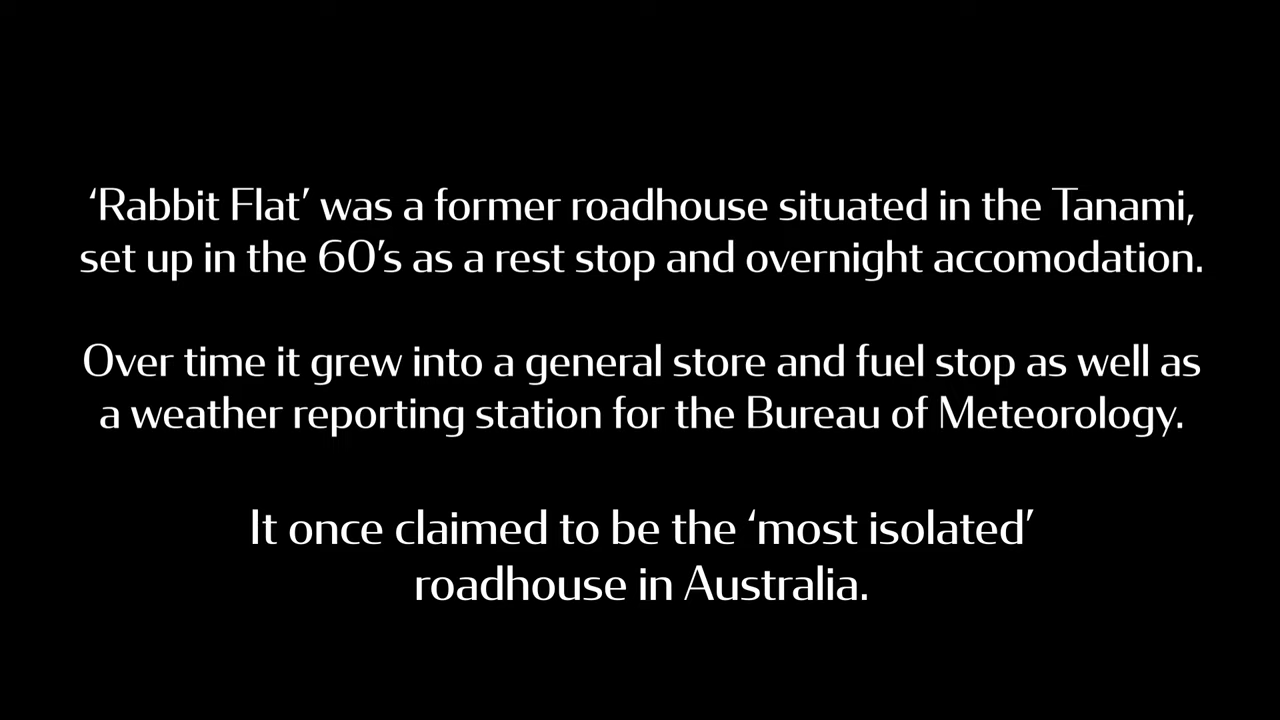 ‘Rabbit Flat’ was a former roadhouse situated in the Tanami,
set up in the 60’s as a rest stop and overnight accomodation.
Over time it grew into a general store and fuel stop as well as
a weather reporting station for the Bureau of Meteorology.
It once claimed to be the ‘most isolated’
roadhouse in Australia.